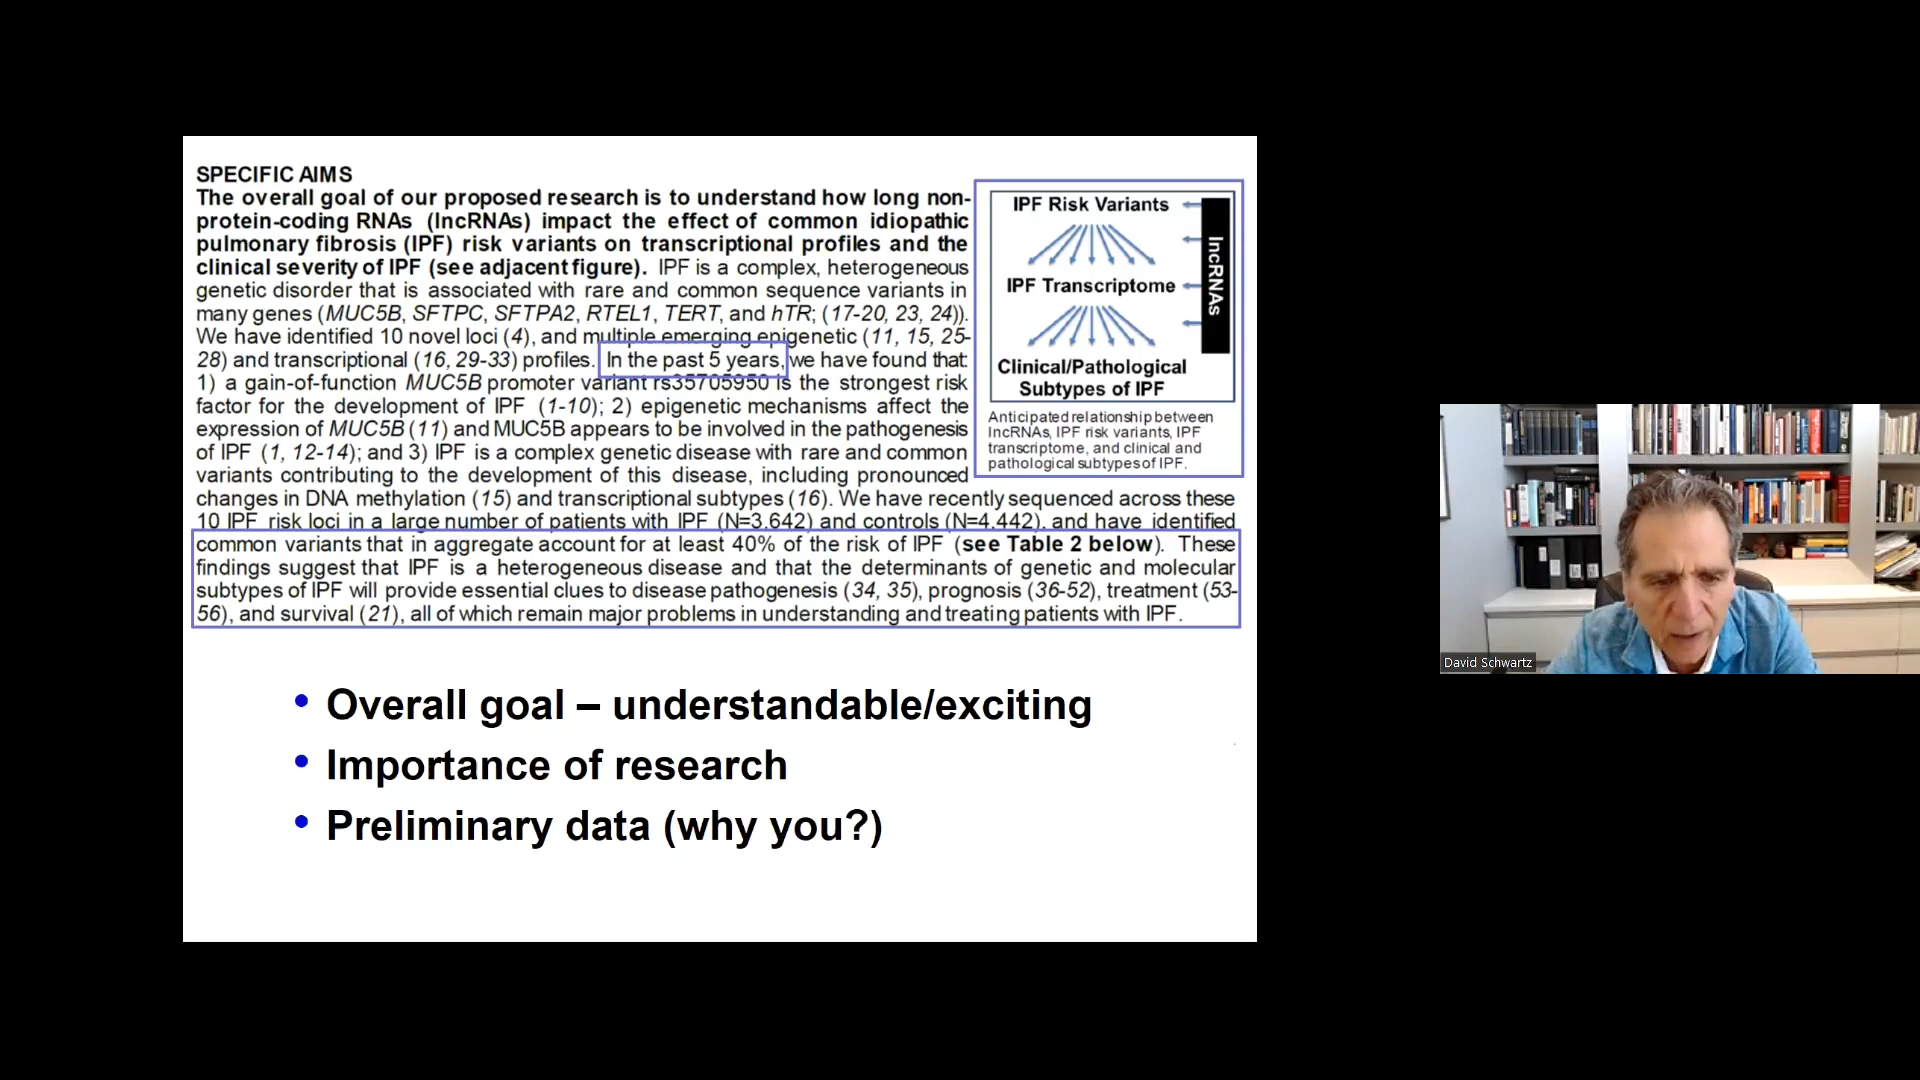 SPECIFIC AIMS
The overall goal of our proposed research is to understand how long non-
protein-coding RNAs (lncRNAs) impact the effect of common idiopathic
pulmonary fibrosis (IPF) risk variants on transcriptional profiles and the
clinical severity of IPF (see adjacent figure). IPF is a complex, heterogeneous
genetic disorder that is associated with rare and common sequence variants in
many genes (MUC5B, SFTPC, SFTPA2, RTEL1, TERT, and hTR; (17-20, 23, 24)).
We have identified 10 novel loci (4), and multiple emerging epigenetic (11, 15, 25-
28) and transcriptional (16, 29-33) profiles. In the past 5 years, we have found that:
1) a gain-of-function MUC5B promoter variant rs35705950 is the strongest risk
factor for the development of IPF (1-10); 2) epigenetic mechanisms affect the
expression of MUC5B (11) and MUC5B appears to be involved in the pathogenesis
of IPF (1, 12-14); and 3) IPF is a complex genetic disease with rare and common
variants contributing to the development of this disease, including pronounced
changes in DNA methylation (15) and transcriptional subtypes (16). We have recently sequenced across these
10 IPF risk loci in a large number of patients with IPF (N=3,642) and controls (N=4,442), and have identified
common variants that in aggregate account for at least 40% of the risk of IPF (see Table 2 below). These
findings suggest that IPF is a heterogeneous disease and that the determinants of genetic and molecular
subtypes of IPF will provide essential clues to disease pathogenesis (34, 35), prognosis (36-52), treatment (53-
56), and survival (21), all of which remain major problems in understanding and treating patients with IPF.
IPF Risk Variants
IPF Transcriptome
Clinical/Pathological
Subtypes of IPF
lncRNAs
Anticipated relationship between
lncRNAs, IPF risk variants, IPF
transcriptome, and clinical and
pathological subtypes of IPF.
• Overall goal – understandable/exciting
• Importance of research
• Preliminary data (why you?)
David Schwartz